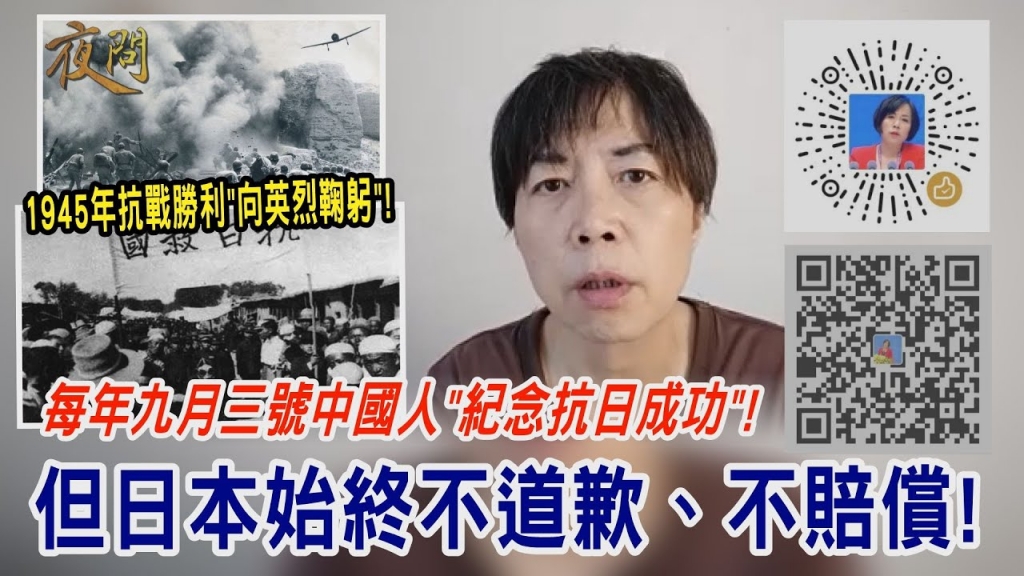 夜問
1945年抗戰勝利"向英烈鞠躬"!
國救日抗
每年九月三號中國人"紀念抗日成功"!
但日本始終不道歉、不賠償!